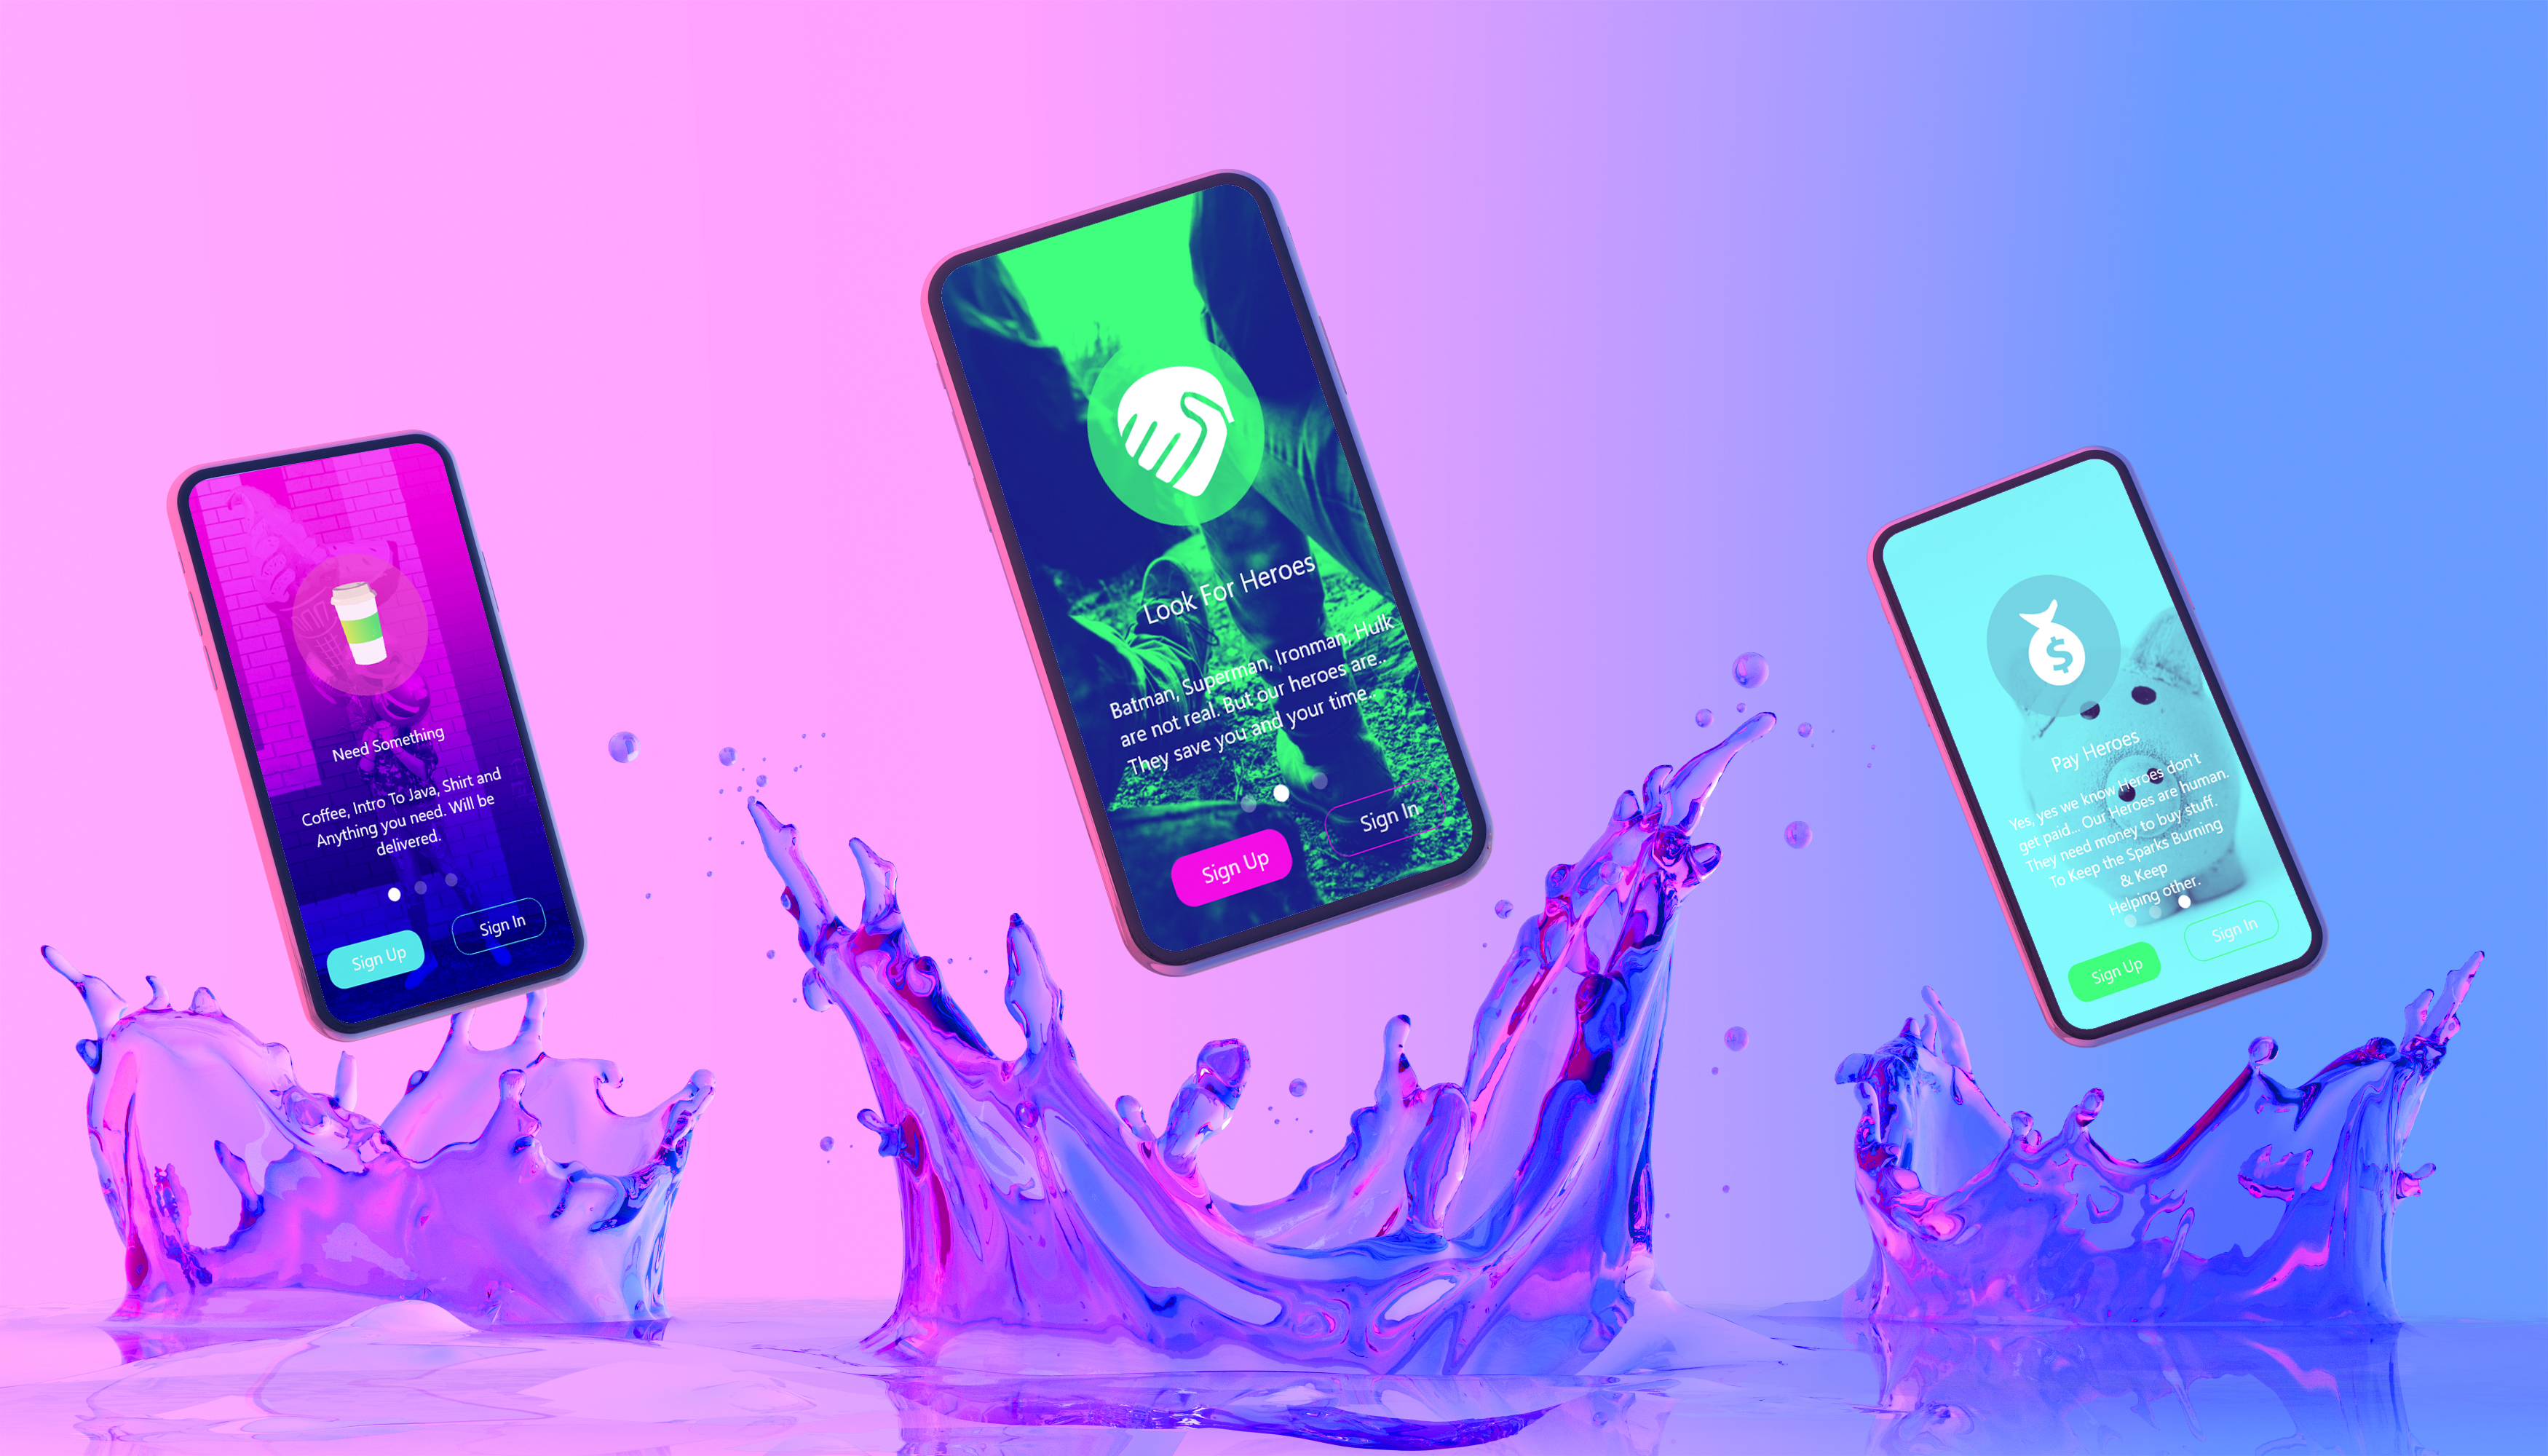 Need Something
Coffee, Intro To Java, Shirt and
Anything you need. Will be
delivered.
Sign Up
Sign In
Look For Heroes
Batman, Superman, Ironman, Hulk
are not real. But our heroes are..
They save you and your time..
Sign Up
Sign In
$
Pay Heroes
Yes, yes we know Heroes don't
get paid... Our Heroes are human.
They need money to buy stuff.
To Keep the Sparks Burning
& Keep
Helping other.
Sign Up
Sign In